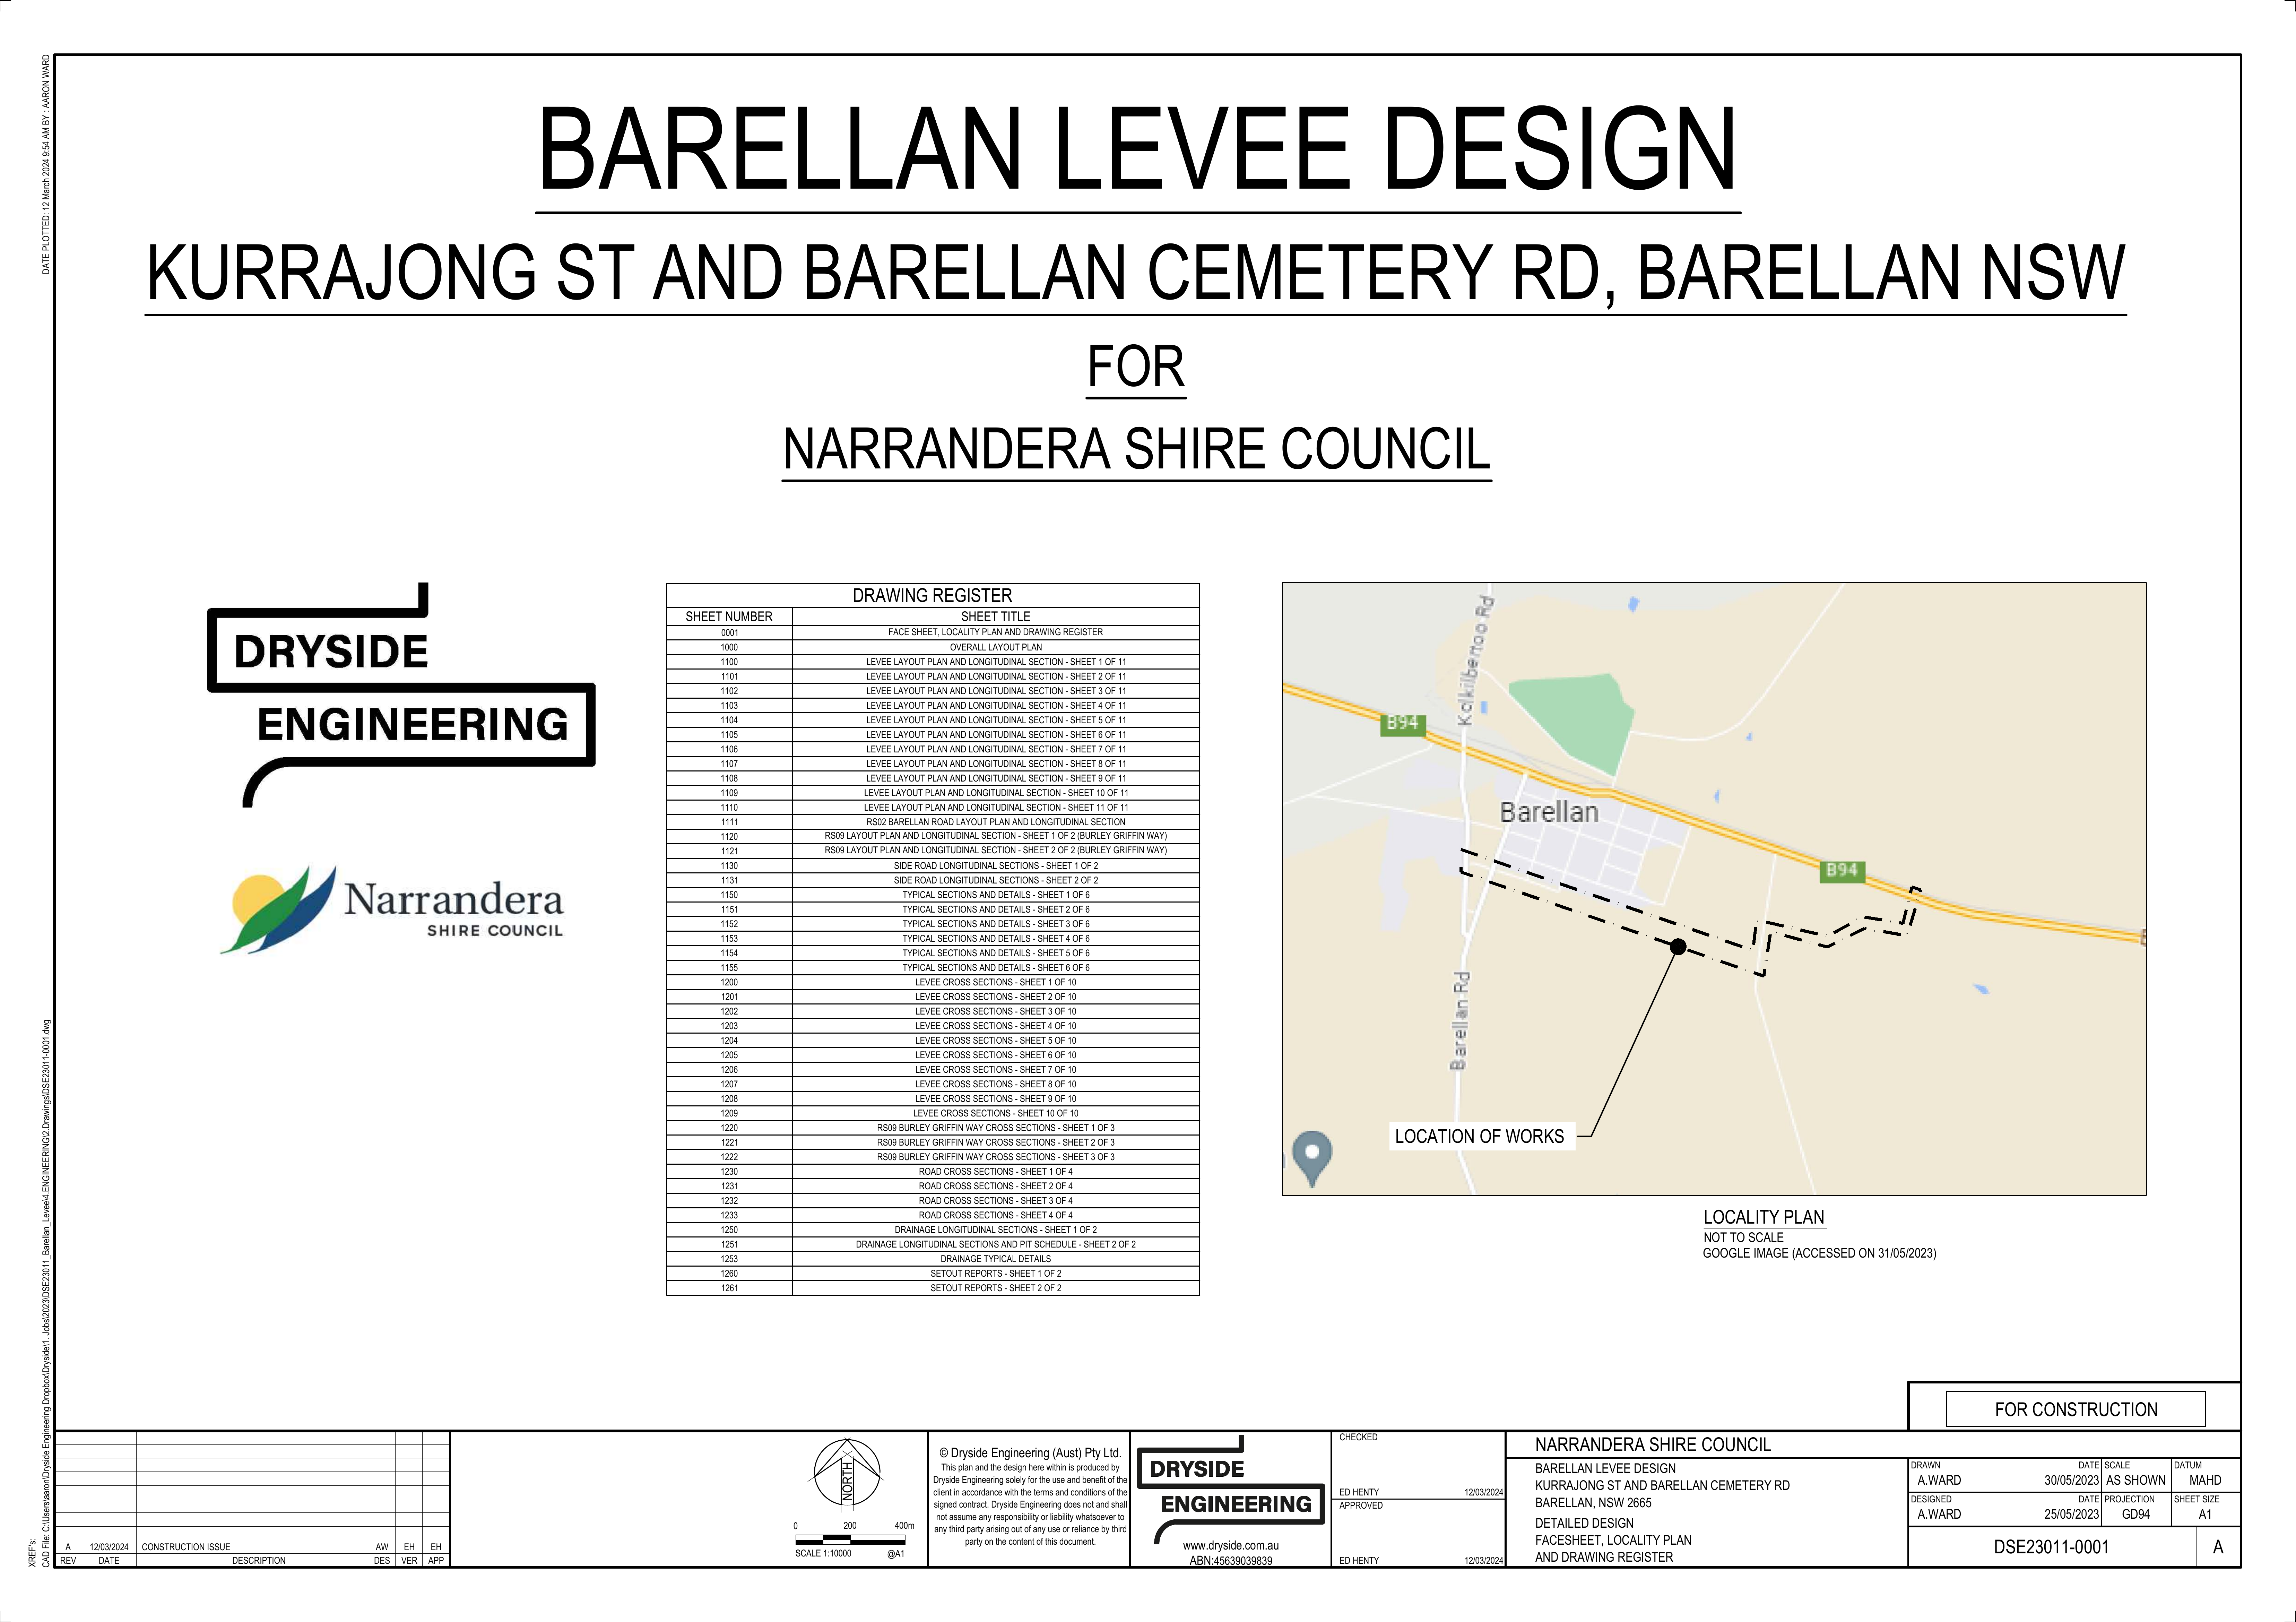 BARELLAN LEVEE DESIGN
KURRAJONG ST AND BARELLAN CEMETERY RD, BARELLAN NSW
FOR
NARRANDERA SHIRE COUNCIL
DRYSIDE
ENGINEERING
Narrandera
SHIRE COUNCIL
DRAWING REGISTER
SHEET NUMBER SHEET TITLE
0001 FACE SHEET, LOCALITY PLAN AND DRAWING REGISTER
1000 OVERALL LAYOUT PLAN
1100 LEVEE LAYOUT PLAN AND LONGITUDINAL SECTION - SHEET 1 OF 11
1101 LEVEE LAYOUT PLAN AND LONGITUDINAL SECTION - SHEET 2 OF 11
1102 LEVEE LAYOUT PLAN AND LONGITUDINAL SECTION - SHEET 3 OF 11
1103 LEVEE LAYOUT PLAN AND LONGITUDINAL SECTION - SHEET 4 OF 11
1104 LEVEE LAYOUT PLAN AND LONGITUDINAL SECTION - SHEET 5 OF 11
1105 LEVEE LAYOUT PLAN AND LONGITUDINAL SECTION - SHEET 6 OF 11
1106 LEVEE LAYOUT PLAN AND LONGITUDINAL SECTION - SHEET 7 OF 11
1107 LEVEE LAYOUT PLAN AND LONGITUDINAL SECTION - SHEET 8 OF 11
1108 LEVEE LAYOUT PLAN AND LONGITUDINAL SECTION - SHEET 9 OF 11
1109 LEVEE LAYOUT PLAN AND LONGITUDINAL SECTION - SHEET 10 OF 11
1110 LEVEE LAYOUT PLAN AND LONGITUDINAL SECTION - SHEET 11 OF 11
1111 RS02 BARELLAN ROAD LAYOUT PLAN AND LONGITUDINAL SECTION
1120 RS09 LAYOUT PLAN AND LONGITUDINAL SECTION - SHEET 1 OF 2 (BURLEY GRIFFIN WAY)
1121 RS09 LAYOUT PLAN AND LONGITUDINAL SECTION - SHEET 2 OF 2 (BURLEY GRIFFIN WAY)
1130 SIDE ROAD LONGITUDINAL SECTIONS - SHEET 1 OF 2
1131 SIDE ROAD LONGITUDINAL SECTIONS - SHEET 2 OF 2
1150 TYPICAL SECTIONS AND DETAILS - SHEET 1 OF 6
1151 TYPICAL SECTIONS AND DETAILS - SHEET 2 OF 6
1152 TYPICAL SECTIONS AND DETAILS - SHEET 3 OF 6
1153 TYPICAL SECTIONS AND DETAILS - SHEET 4 OF 6
1154 TYPICAL SECTIONS AND DETAILS - SHEET 5 OF 6
1155 TYPICAL SECTIONS AND DETAILS - SHEET 6 OF 6
1200 LEVEE CROSS SECTIONS - SHEET 1 OF 10
1201 LEVEE CROSS SECTIONS - SHEET 2 OF 10
1202 LEVEE CROSS SECTIONS - SHEET 3 OF 10
1203 LEVEE CROSS SECTIONS - SHEET 4 OF 10
1204 LEVEE CROSS SECTIONS - SHEET 5 OF 10
1205 LEVEE CROSS SECTIONS - SHEET 6 OF 10
1206 LEVEE CROSS SECTIONS - SHEET 7 OF 10
1207 LEVEE CROSS SECTIONS - SHEET 8 OF 10
1208 LEVEE CROSS SECTIONS - SHEET 9 OF 10
1209 LEVEE CROSS SECTIONS - SHEET 10 OF 10
1220 RS09 BURLEY GRIFFIN WAY CROSS SECTIONS - SHEET 1 OF 3
1221 RS09 BURLEY GRIFFIN WAY CROSS SECTIONS - SHEET 2 OF 3
1222 RS09 BURLEY GRIFFIN WAY CROSS SECTIONS - SHEET 3 OF 3
1230 ROAD CROSS SECTIONS - SHEET 1 OF 4
1231 ROAD CROSS SECTIONS - SHEET 2 OF 4
1232 ROAD CROSS SECTIONS - SHEET 3 OF 4
1233 ROAD CROSS SECTIONS - SHEET 4 OF 4
1250 DRAINAGE LONGITUDINAL SECTIONS - SHEET 1 OF 2
1251 DRAINAGE LONGITUDINAL SECTIONS AND PIT SCHEDULE - SHEET 2 OF 2
1253 DRAINAGE TYPICAL DETAILS
1260 SETOUT REPORTS - SHEET 1 OF 2
1261 SETOUT REPORTS - SHEET 2 OF 2
Kolkilbertoo Rd
B94
Barellan
B94
Barellan Rd
LOCATION OF WORKS
LOCALITY PLAN
NOT TO SCALE
GOOGLE IMAGE (ACCESSED ON 31/05/2023)
FOR CONSTRUCTION
A 12/03/2024 CONSTRUCTION ISSUE AW EH EH
REV DATE DESCRIPTION DES VER APP
NORTH
0 200 400m
SCALE 1:10000 @A1
© Dryside Engineering (Aust) Pty Ltd.
This plan and the design here within is produced by
Dryside Engineering solely for the use and benefit of the
client in accordance with the terms and conditions of the
signed contract. Dryside Engineering does not and shall
not assume any responsibility or liability whatsoever to
any third party arising out of any use or reliance by third
party on the content of this document.
DRYSIDE
ENGINEERING
www.dryside.com.au
ABN:45639039839
CHECKED
ED HENTY 12/03/2024
APPROVED
ED HENTY 12/03/2024
NARRANDERA SHIRE COUNCIL
BARELLAN LEVEE DESIGN
KURRAJONG ST AND BARELLAN CEMETERY RD
BARELLAN, NSW 2665
DETAILED DESIGN
FACESHEET, LOCALITY PLAN
AND DRAWING REGISTER
DRAWN DATE SCALE DATUM
A.WARD 30/05/2023 AS SHOWN MAHD
DESIGNED DATE PROJECTION SHEET SIZE
A.WARD 25/05/2023 GD94 A1
DSE23011-0001 A
DATE PLOTTED: 12 March 2024 9:54 AM BY : AARON WARD
XREF's:
CAD File: C:\Users\aaron\Dryside Engineering Dropbox\Dryside\1. Jobs\2023\DSE23011_Barellan_Levee\4.ENGINEERING\2.Drawings\DSE23011-0001.dwg